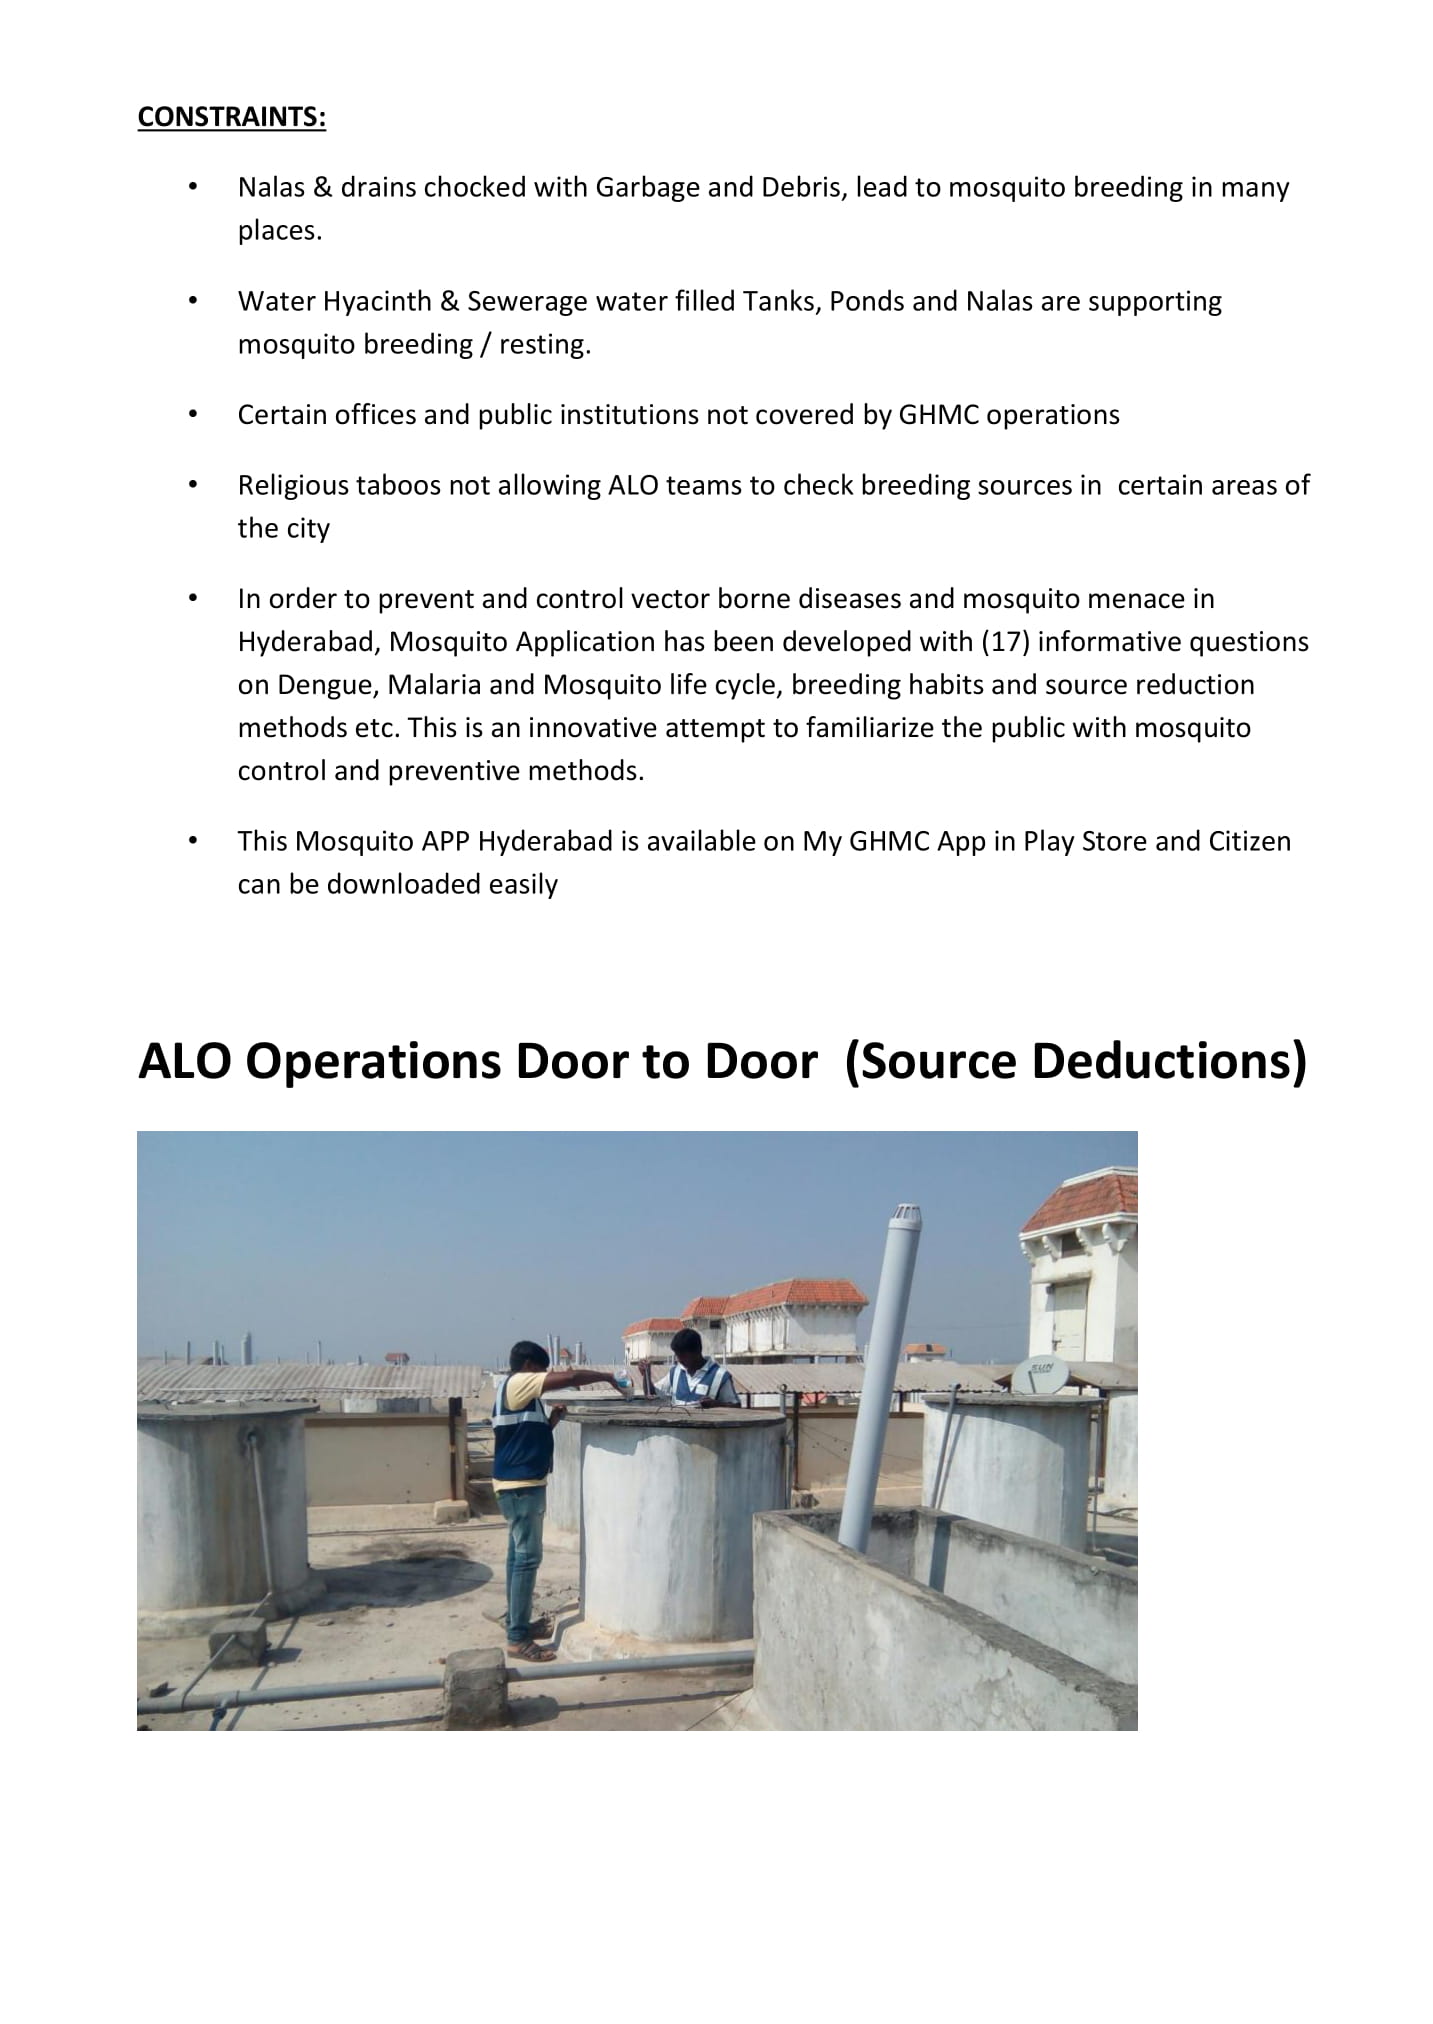 CONSTRAINTS:
• Nalas & drains chocked with Garbage and Debris, lead to mosquito breeding in many
places.
• Water Hyacinth & Sewerage water filled Tanks, Ponds and Nalas are supporting
mosquito breeding / resting.
• Certain offices and public institutions not covered by GHMC operations
• Religious taboos not allowing ALO teams to check breeding sources in  certain areas of
the city
• In order to prevent and control vector borne diseases and mosquito menace in
Hyderabad, Mosquito Application has been developed with (17) informative questions
on Dengue, Malaria and Mosquito life cycle, breeding habits and source reduction
methods etc. This is an innovative attempt to familiarize the public with mosquito
control and preventive methods.
• This Mosquito APP Hyderabad is available on My GHMC App in Play Store and Citizen
can be downloaded easily
ALO Operations Door to Door  (Source Deductions)
SUN